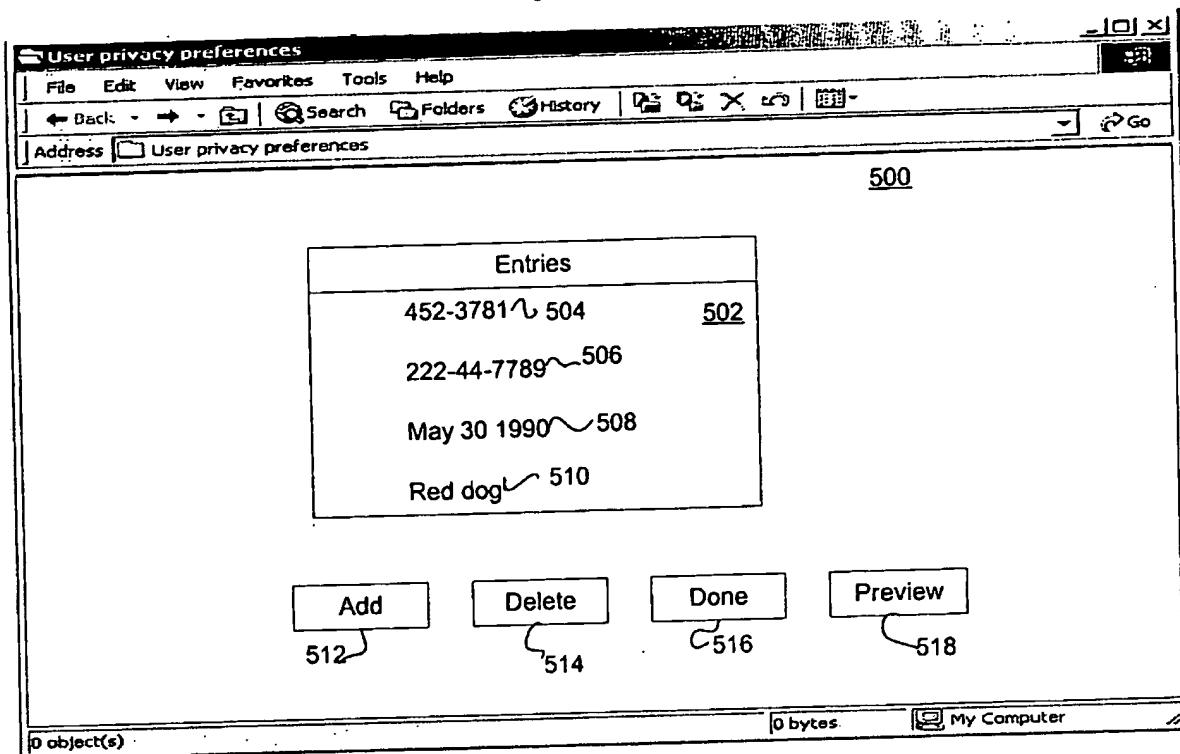 User privacy preferences
File Edit View Favorites Tools Help
Back Search Folders History
Address User privacy preferences Go
500
Entries
452-3781 504 502
222-44-7789 506
May 30 1990 508
Red dog 510
Add Delete Done Preview
512 514 516 518
0 object(s) 0 bytes My Computer